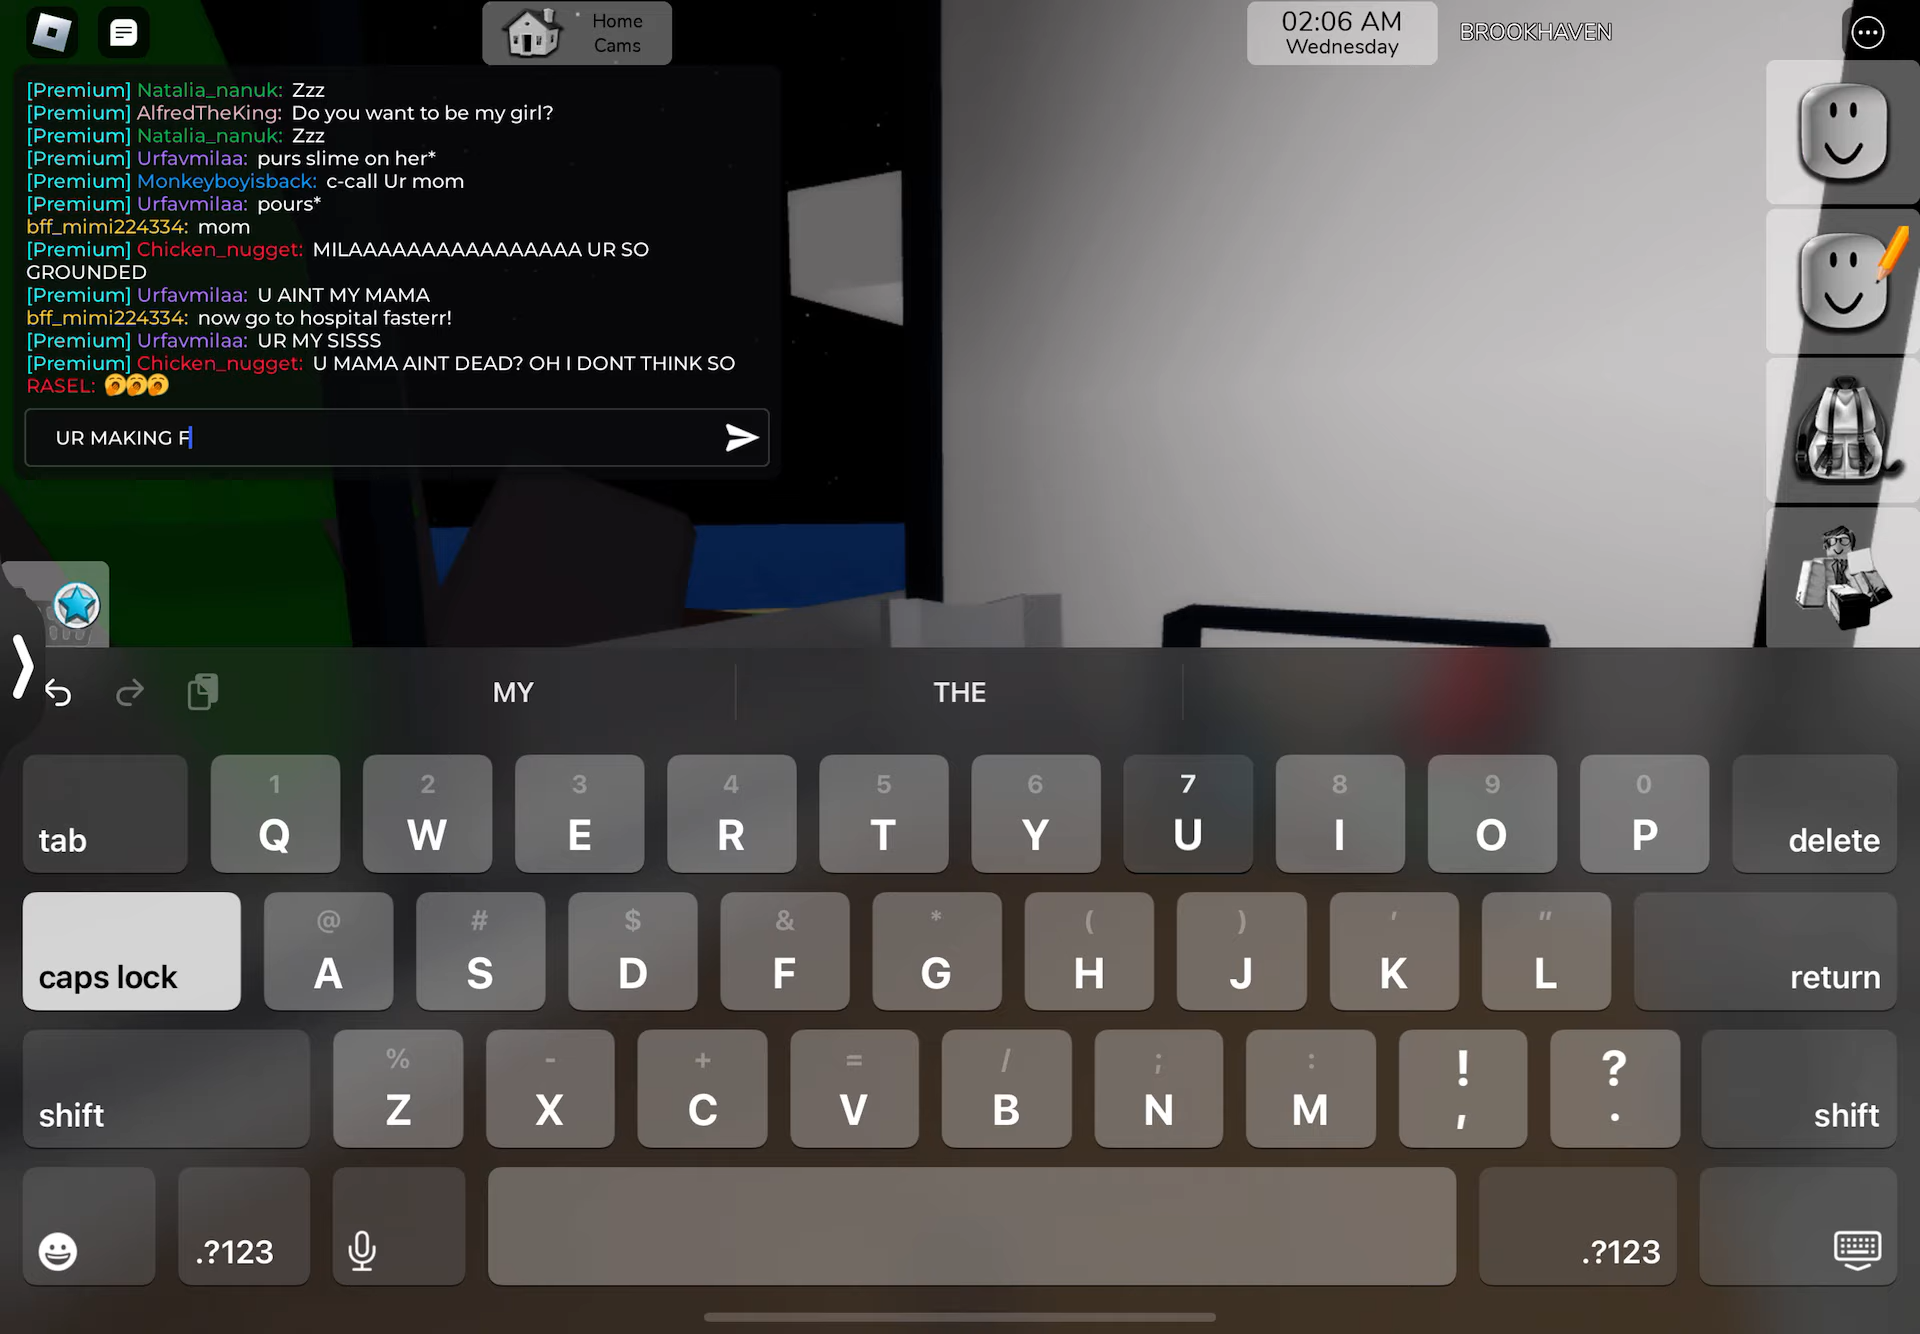 Home
Cams
02:06 AM
Wednesday
BROOKHAVEN
[Premium] Natalia_nanuk: Zzz
[Premium] AlfredTheKing: Do you want to be my girl?
[Premium] Natalia_nanuk: Zzz
[Premium] Urfavmilaa: purs slime on her*
[Premium] Monkeyboyisback: c-call Ur mom
[Premium] Urfavmilaa: pours*
bff_mimi224334: mom
[Premium] Chicken_nugget: MILAAAAAAAAAAAAAAAA UR SO
GROUNDED
[Premium] Urfavmilaa: U AINT MY MAMA
bff_mimi224334: now go to hospital fasterr!
[Premium] Urfavmilaa: UR MY SISSS
[Premium] Chicken_nugget: U MAMA AINT DEAD? OH I DONT THINK SO
RASEL: 🥱🥱🥱
UR MAKING F
MY THE
1 2 3 4 5 6 7 8 9 0
tab Q W E R T Y U I O P delete
@ # $ & * ( ) ' "
caps lock A S D F G H J K L return
% - + = / ; : ! ?
shift Z X C V B N M , . shift
.?123 .?123